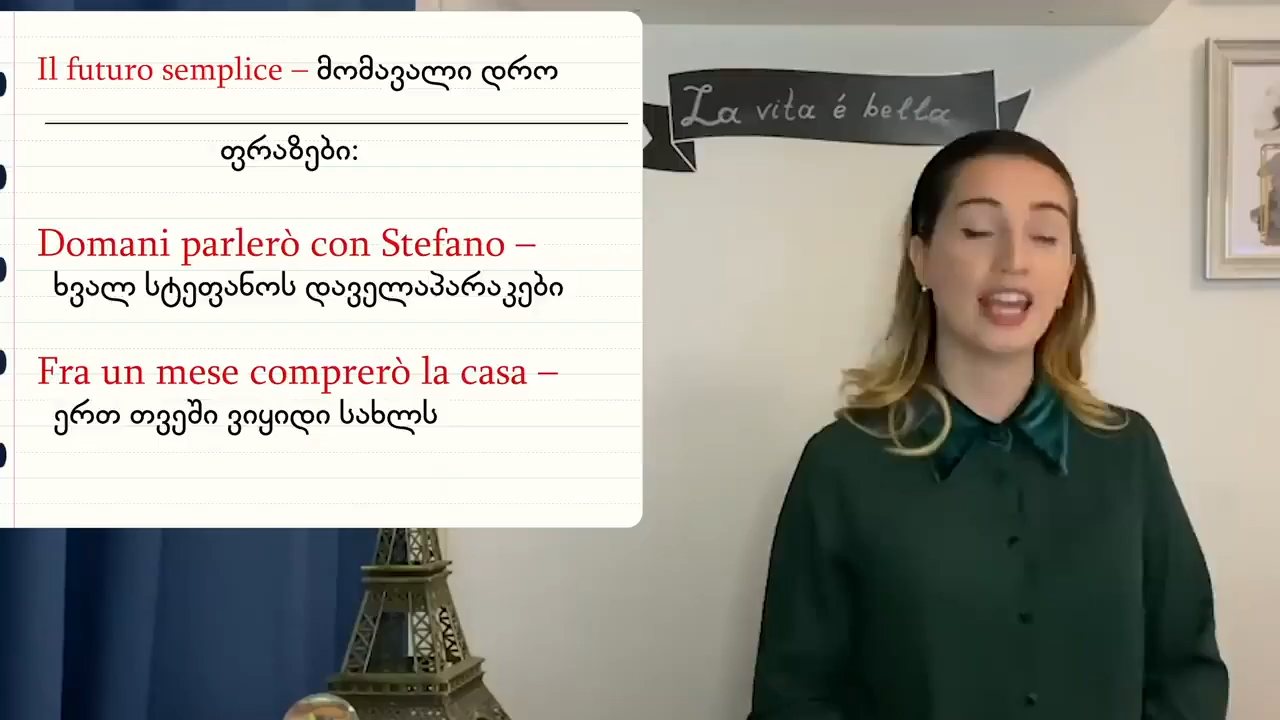 Il futuro semplice – მომავალი დრო
ფრაზები:
Domani parlerò con Stefano –
ხვალ სტეფანოს დაველაპარაკები
Fra un mese comprerò la casa –
ერთ თვეში ვიყიდი სახლს
La vita é bella